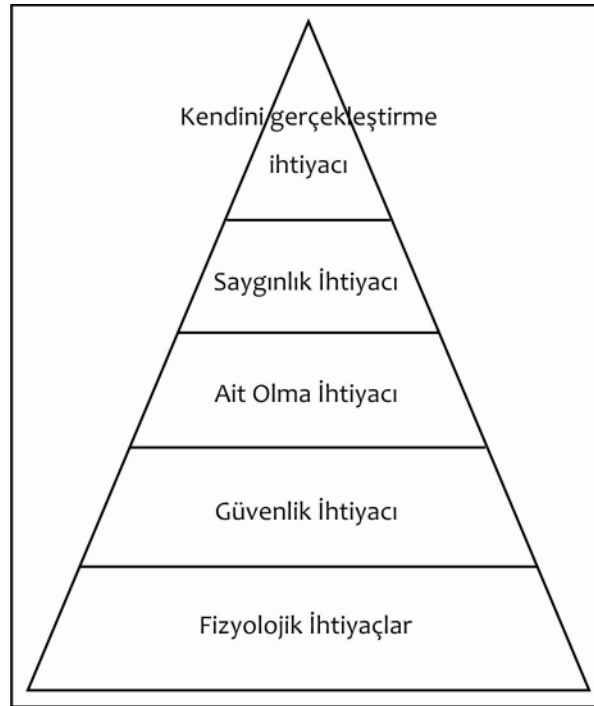 Kendini gerçekleştirme
ihtiyacı
Saygınlık İhtiyacı
Ait Olma İhtiyacı
Güvenlik İhtiyacı
Fizyolojik İhtiyaçlar